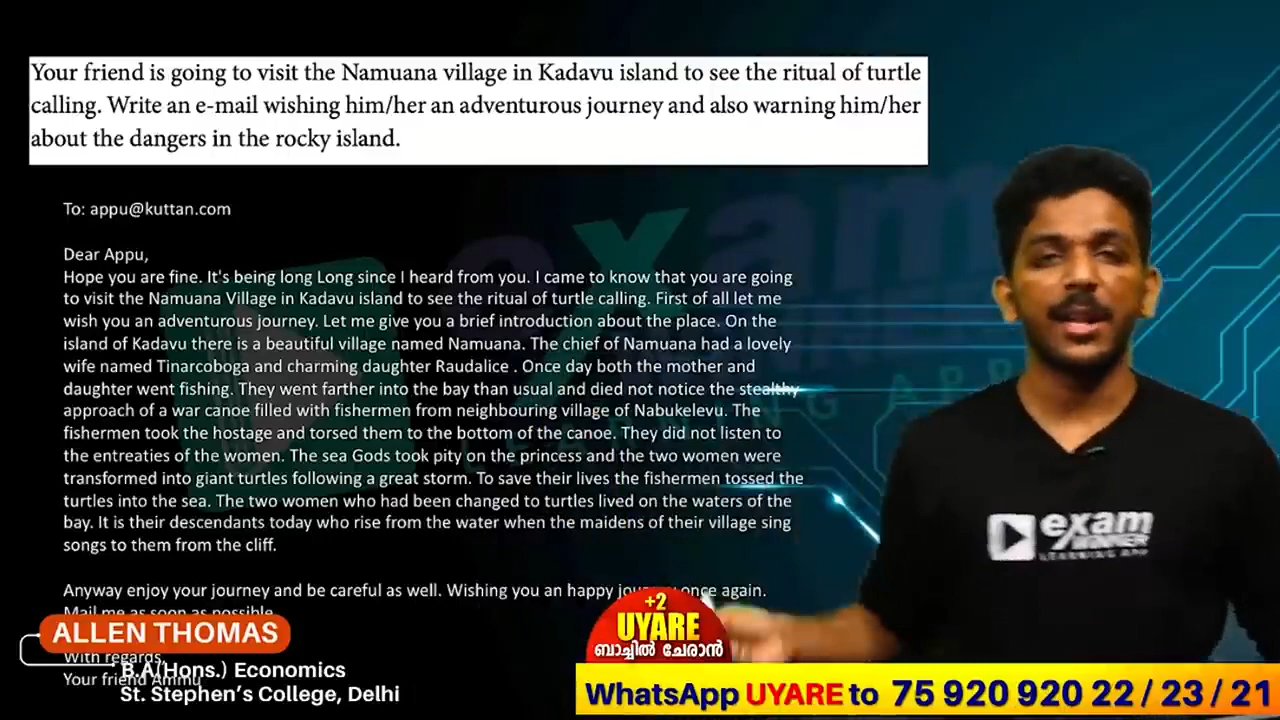 Your friend is going to visit the Namuana village in Kadavu island to see the ritual of turtle
calling. Write an e-mail wishing him/her an adventurous journey and also warning him/her
about the dangers in the rocky island.
To: appu@kuttan.com
Dear Appu,
Hope you are fine. It's being long Long since I heard from you. I came to know that you are going
to visit the Namuana Village in Kadavu island to see the ritual of turtle calling. First of all let me
wish you an adventurous journey. Let me give you a brief introduction about the place. On the
island of Kadavu there is a beautiful village named Namuana. The chief of Namuana had a lovely
wife named Tinarcoboga and charming daughter Raudalice . Once day both the mother and
daughter went fishing. They went farther into the bay than usual and died not notice the stealthy
approach of a war canoe filled with fishermen from neighbouring village of Nabukelevu. The
fishermen took the hostage and torsed them to the bottom of the canoe. They did not listen to
the entreaties of the women. The sea Gods took pity on the princess and the two women were
transformed into giant turtles following a great storm. To save their lives the fishermen tossed the
turtles into the sea. The two women who had been changed to turtles lived on the waters of the
bay. It is their descendants today who rise from the water when the maidens of their village sing
songs to them from the cliff.
Anyway enjoy your journey and be careful as well. Wishing you an happy journey once again.
Mail me as soon as possible
With regards,
Your friend Ammu
ALLEN THOMAS
B.A(Hons.) Economics
St. Stephen's College, Delhi
exam
WINNER
LEARNING APP
+2
UYARE
ബാച്ചിൽ ചേരാൻ
WhatsApp UYARE to 75 920 920 22 / 23 / 21